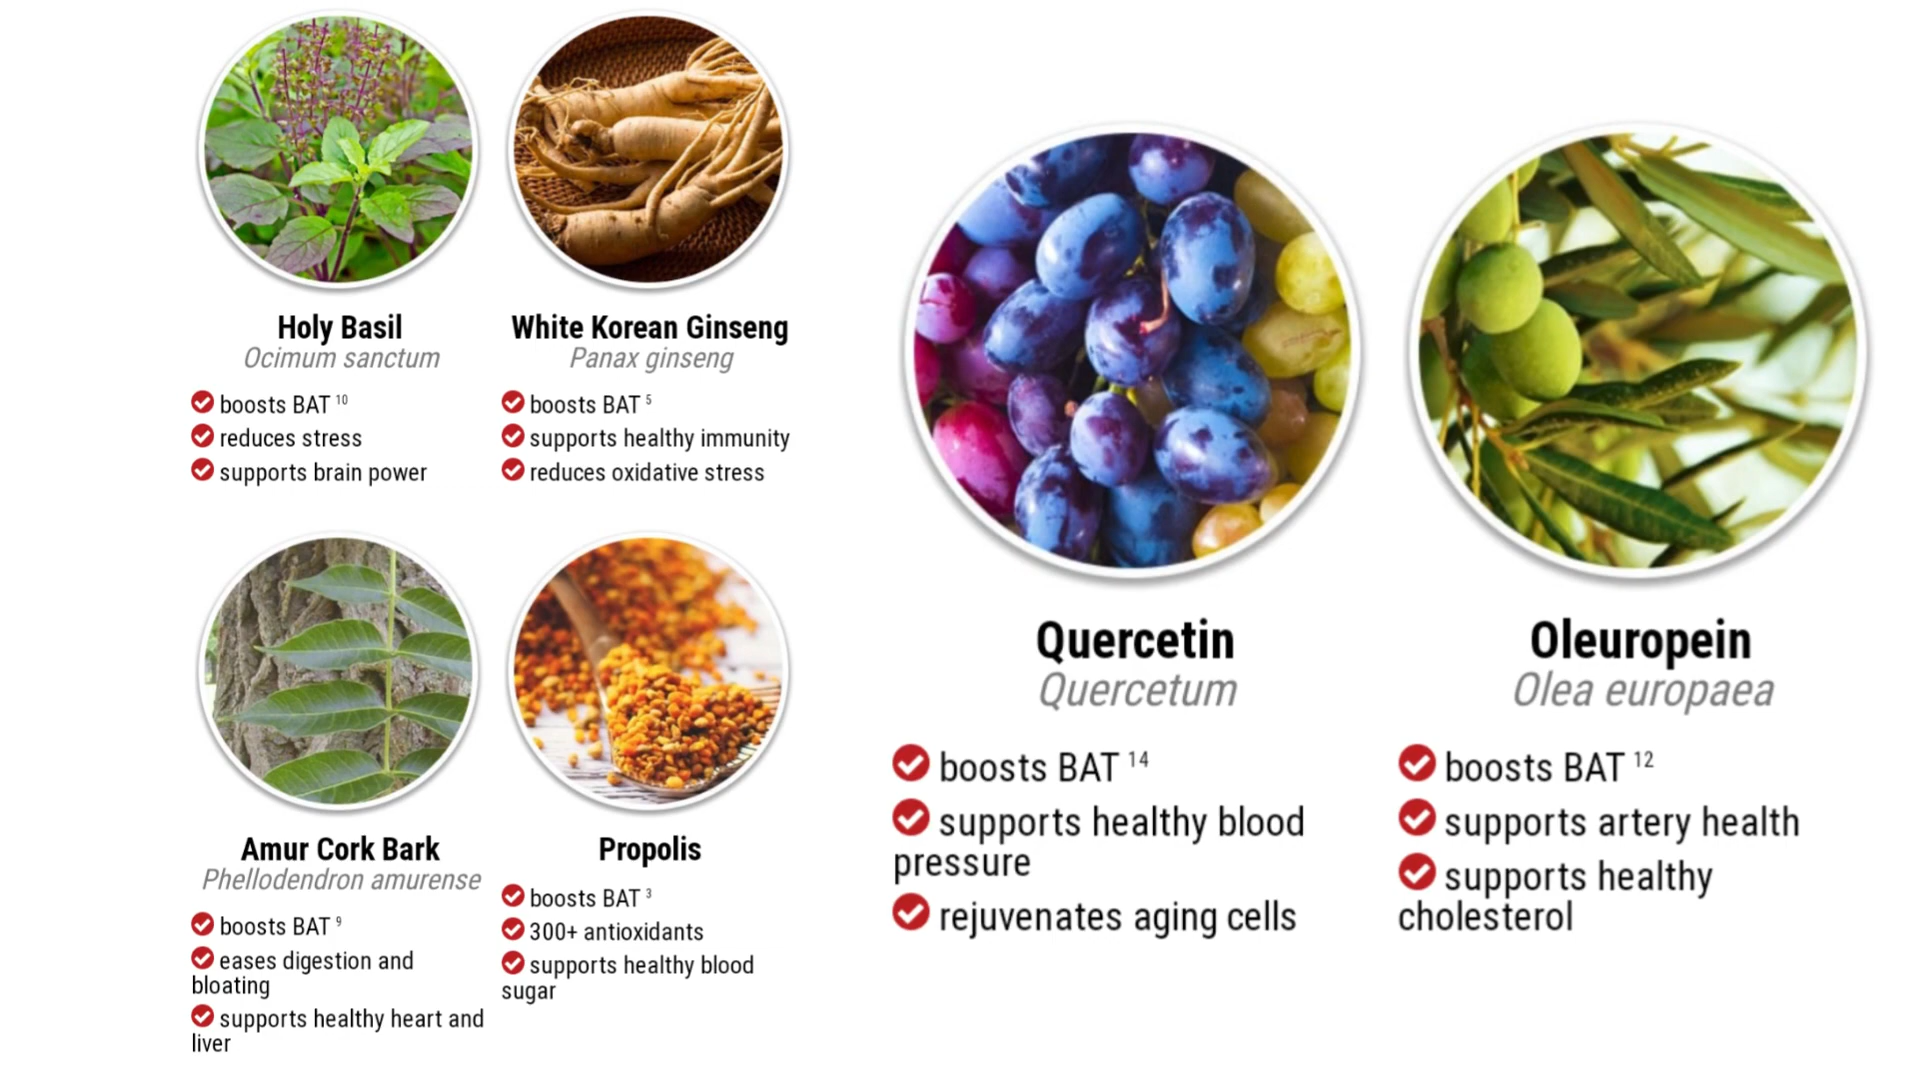 Holy Basil
Ocimum sanctum
boosts BAT 10
reduces stress
supports brain power
White Korean Ginseng
Panax ginseng
boosts BAT 5
supports healthy immunity
reduces oxidative stress
Amur Cork Bark
Phellodendron amurense
boosts BAT 9
eases digestion and
bloating
supports healthy heart and
liver
Propolis
boosts BAT 3
300+ antioxidants
supports healthy blood
sugar
Quercetin
Quercetum
boosts BAT 14
supports healthy blood
pressure
rejuvenates aging cells
Oleuropein
Olea europaea
boosts BAT 12
supports artery health
supports healthy
cholesterol